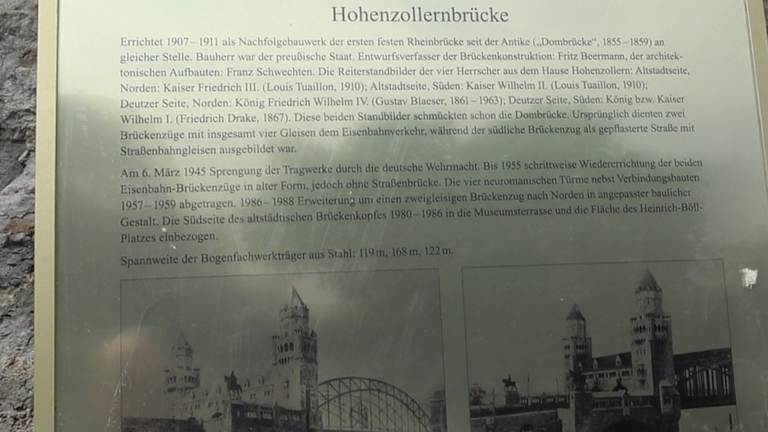 Hohenzollernbrücke
Errichtet 1907–1911 als Nachfolgebauwerk der ersten festen Rheinbrücke seit der Antike („Dombrücke“, 1855–1859) an
gleicher Stelle. Bauherr war der preußische Staat. Entwurfsverfasser der Brückenkonstruktion: Fritz Beermann, der architek-
tonischen Aufbauten: Franz Schwechten. Die Reiterstandbilder der vier Herrscher aus dem Hause Hohenzollern: Altstadtseite,
Norden: Kaiser Friedrich III. (Louis Tuaillon, 1910); Altstadtseite, Süden: Kaiser Wilhelm II. (Louis Tuaillon, 1910);
Deutzer Seite, Norden: König Friedrich Wilhelm IV. (Gustav Blaeser, 1861–1963); Deutzer Seite, Süden: König bzw. Kaiser
Wilhelm I. (Friedrich Drake, 1867). Diese beiden Standbilder schmückten schon die Dombrücke. Ursprünglich dienten zwei
Brückenzüge mit insgesamt vier Gleisen dem Eisenbahnverkehr, während der südliche Brückenzug als gepflasterte Straße mit
Straßenbahngleisen ausgebildet war.
Am 6. März 1945 Sprengung der Tragwerke durch die deutsche Wehrmacht. Bis 1955 schrittweise Wiedererrichtung der beiden
Eisenbahn-Brückenzüge in alter Form, jedoch ohne Straßenbrücke. Die vier neuromanischen Türme nebst Verbindungsbauten
1957–1959 abgetragen. 1986–1988 Erweiterung um einen zweigleisigen Brückenzug nach Norden in angepasster baulicher
Gestalt. Die Südseite des altstädtischen Brückenkopfes 1980–1986 in die Museumsterrasse und die Fläche des Heinrich-Böll-
Platzes einbezogen.
Spannweite der Bogenfachwerkträger aus Stahl: 119 m, 168 m, 122 m.